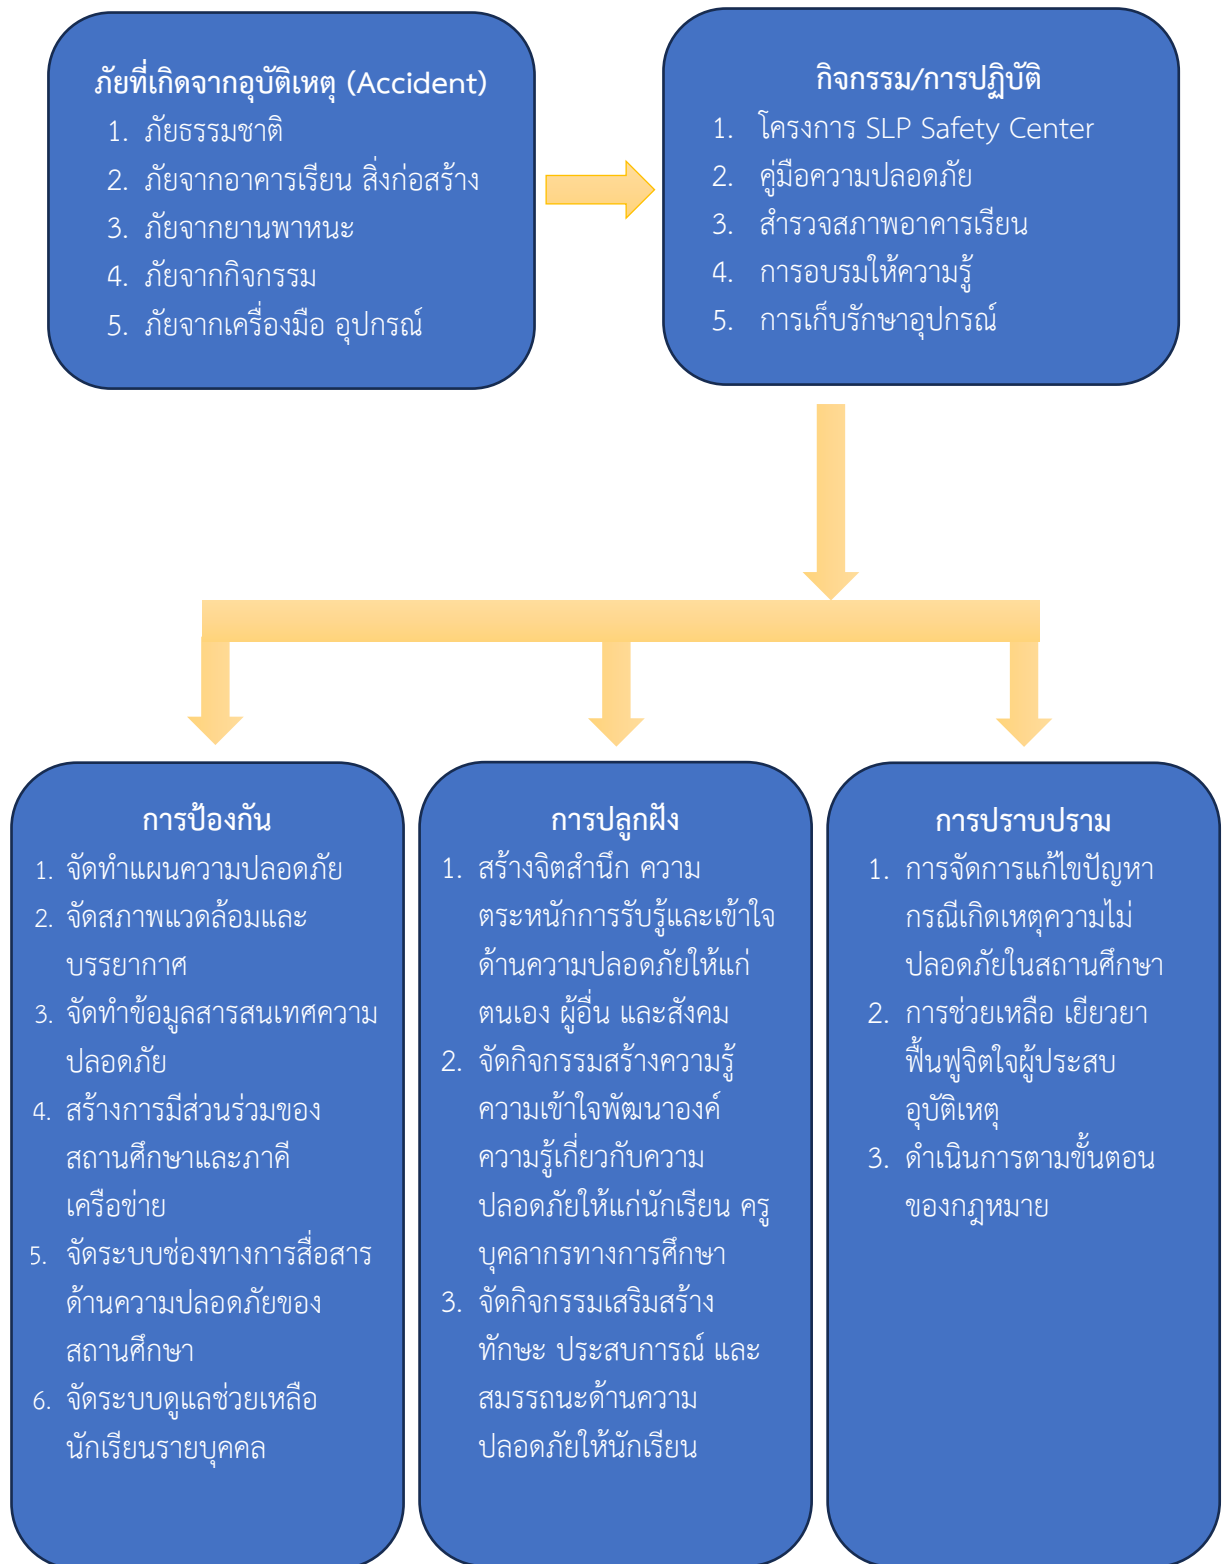 ภัยที่เกิดจากอุบัติเหตุ (Accident)
1. ภัยธรรมชาติ
2. ภัยจากอาคารเรียน สิ่งก่อสร้าง
3. ภัยจากยานพาหนะ
4. ภัยจากกิจกรรม
5. ภัยจากเครื่องมือ อุปกรณ์
กิจกรรม/การปฏิบัติ
1. โครงการ SLP Safety Center
2. คู่มือความปลอดภัย
3. สำรวจสภาพอาคารเรียน
4. การอบรมให้ความรู้
5. การเก็บรักษาอุปกรณ์
การป้องกัน
1. จัดทำแผนความปลอดภัย
2. จัดสภาพแวดล้อมและ
บรรยากาศ
3. จัดทำข้อมูลสารสนเทศความ
ปลอดภัย
4. สร้างการมีส่วนร่วมของ
สถานศึกษาและภาคี
เครือข่าย
5. จัดระบบช่องทางการสื่อสาร
ด้านความปลอดภัยของ
สถานศึกษา
6. จัดระบบดูแลช่วยเหลือ
นักเรียนรายบุคคล
การปลูกฝัง
1. สร้างจิตสำนึก ความ
ตระหนักการรับรู้และเข้าใจ
ด้านความปลอดภัยให้แก่
ตนเอง ผู้อื่น และสังคม
2. จัดกิจกรรมสร้างความรู้
ความเข้าใจพัฒนาองค์
ความรู้เกี่ยวกับความ
ปลอดภัยให้แก่นักเรียน ครู
บุคลากรทางการศึกษา
3. จัดกิจกรรมเสริมสร้าง
ทักษะ ประสบการณ์ และ
สมรรถนะด้านความ
ปลอดภัยให้นักเรียน
การปราบปราม
1. การจัดการแก้ไขปัญหา
กรณีเกิดเหตุความไม่
ปลอดภัยในสถานศึกษา
2. การช่วยเหลือ เยียวยา
ฟื้นฟูจิตใจผู้ประสบ
อุบัติเหตุ
3. ดำเนินการตามขั้นตอน
ของกฎหมาย